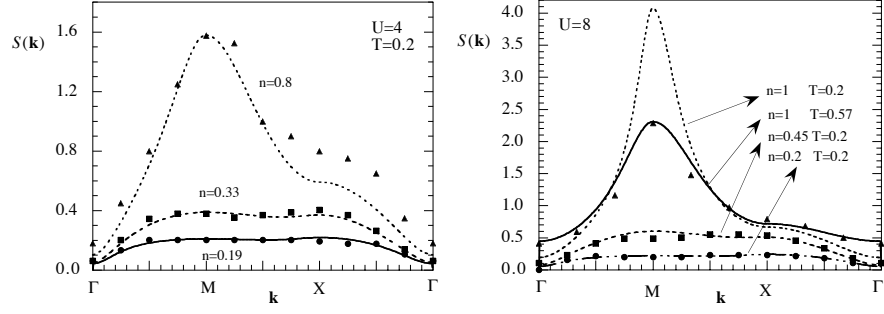 U=4
T=0.2
S(k)
1.6
1.2
0.8
0.4
0.0
n=0.8
n=0.33
n=0.19
Γ M X Γ
k
U=8
S(k)
4.0
3.5
3.0
2.5
2.0
1.5
1.0
0.5
0.0
n=1 T=0.2
n=1 T=0.57
n=0.45 T=0.2
n=0.2 T=0.2
Γ M X Γ
k